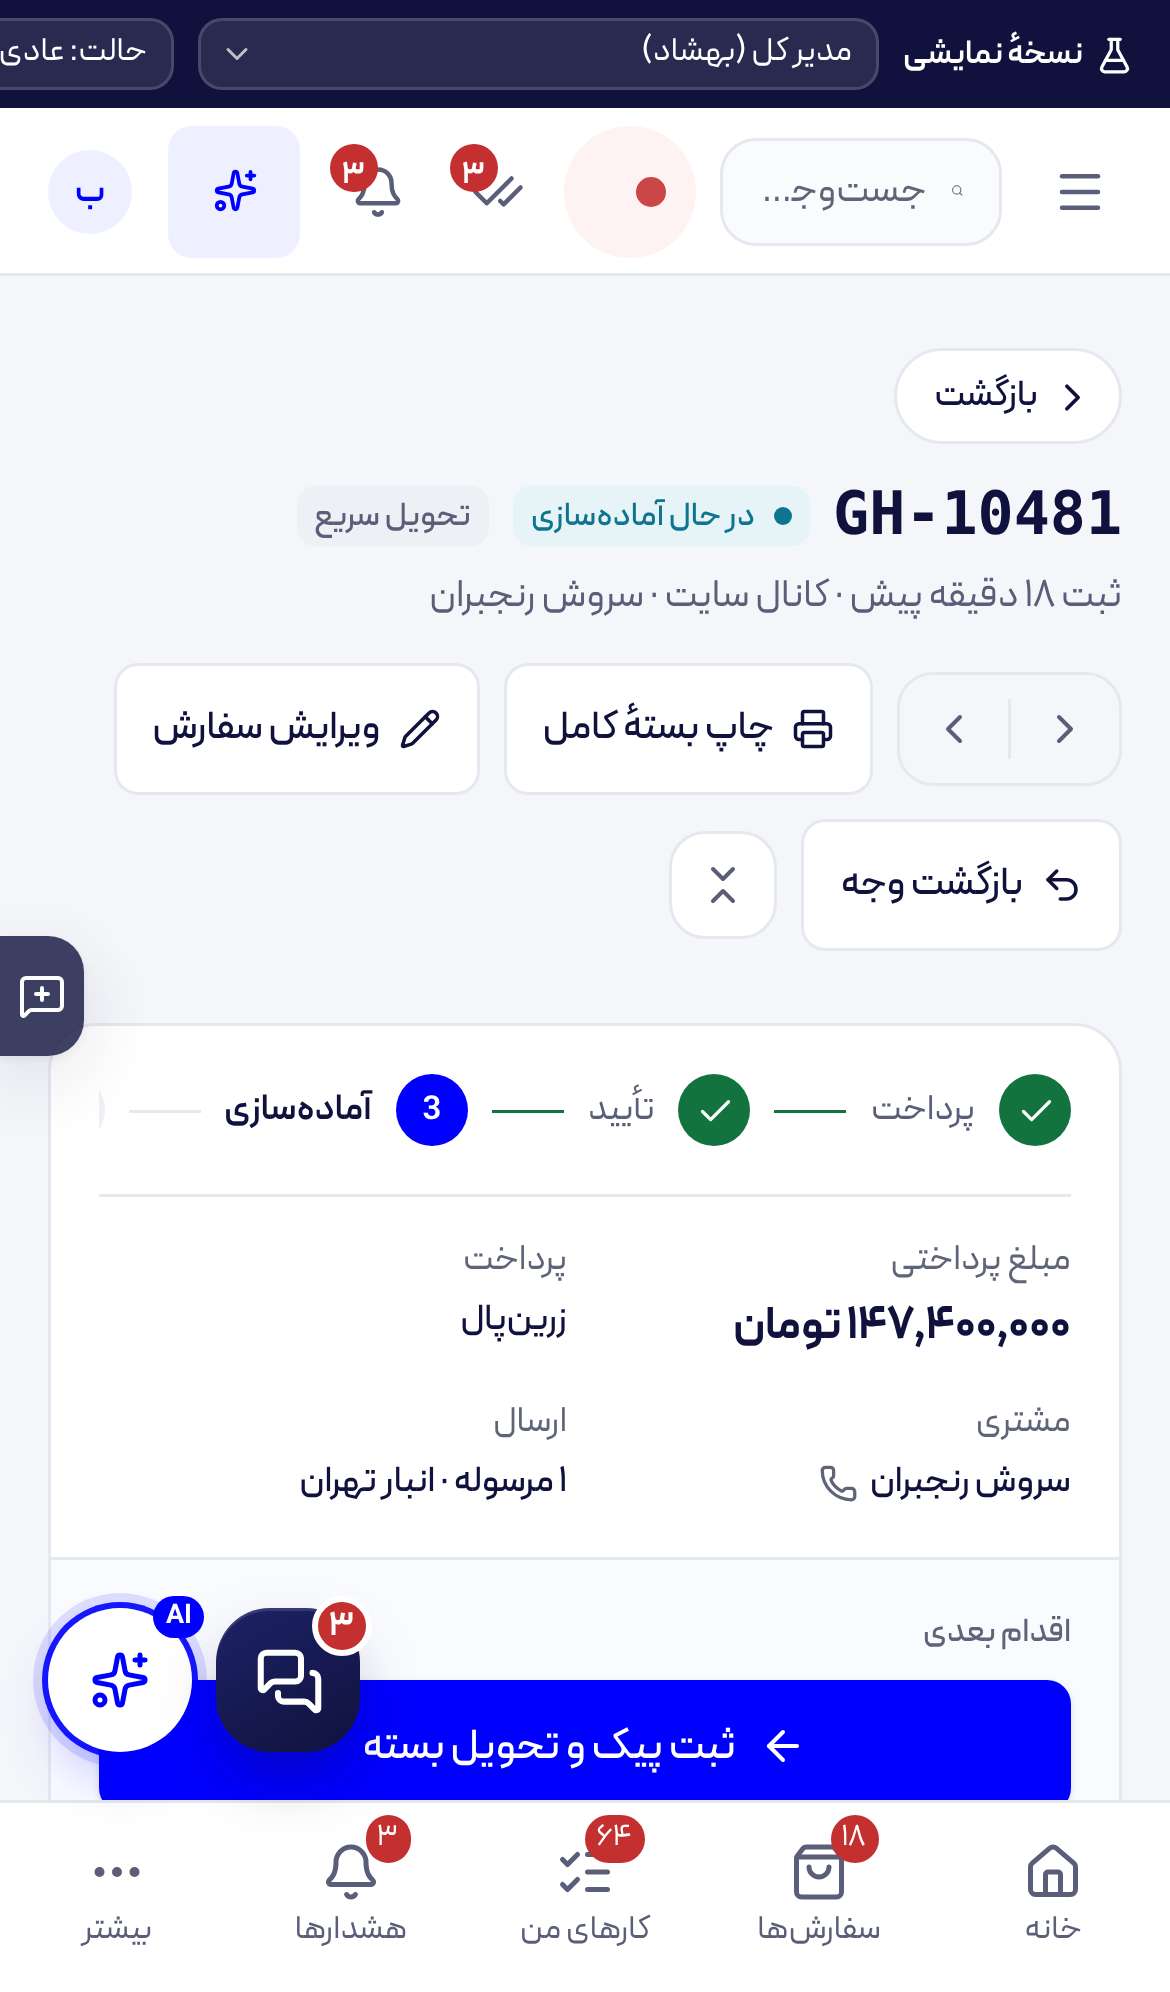 نسخهٔ نمایشی
مدیر کل (بهشاد)
حالت: عادی
جست‌وجـ...
۳
۳
ب
بازگشت
GH-10481
در حال آماده‌سازی
تحویل سریع
ثبت ۱۸ دقیقه پیش · کانال سایت · سروش رنجبران
چاپ بستهٔ کامل
ویرایش سفارش
بازگشت وجه
پرداخت
تأیید
3
آماده‌سازی
مبلغ پرداختی
پرداخت
۱۴۷,۴۰۰,۰۰۰ تومان
زرین‌پال
مشتری
ارسال
سروش رنجبران
۱ مرسوله · انبار تهران
اقدام بعدی
۳
AI
ثبت پیک و تحویل بسته
۱۸
۶۴
۳
خانه
سفارش‌ها
کارهای من
هشدارها
بیشتر